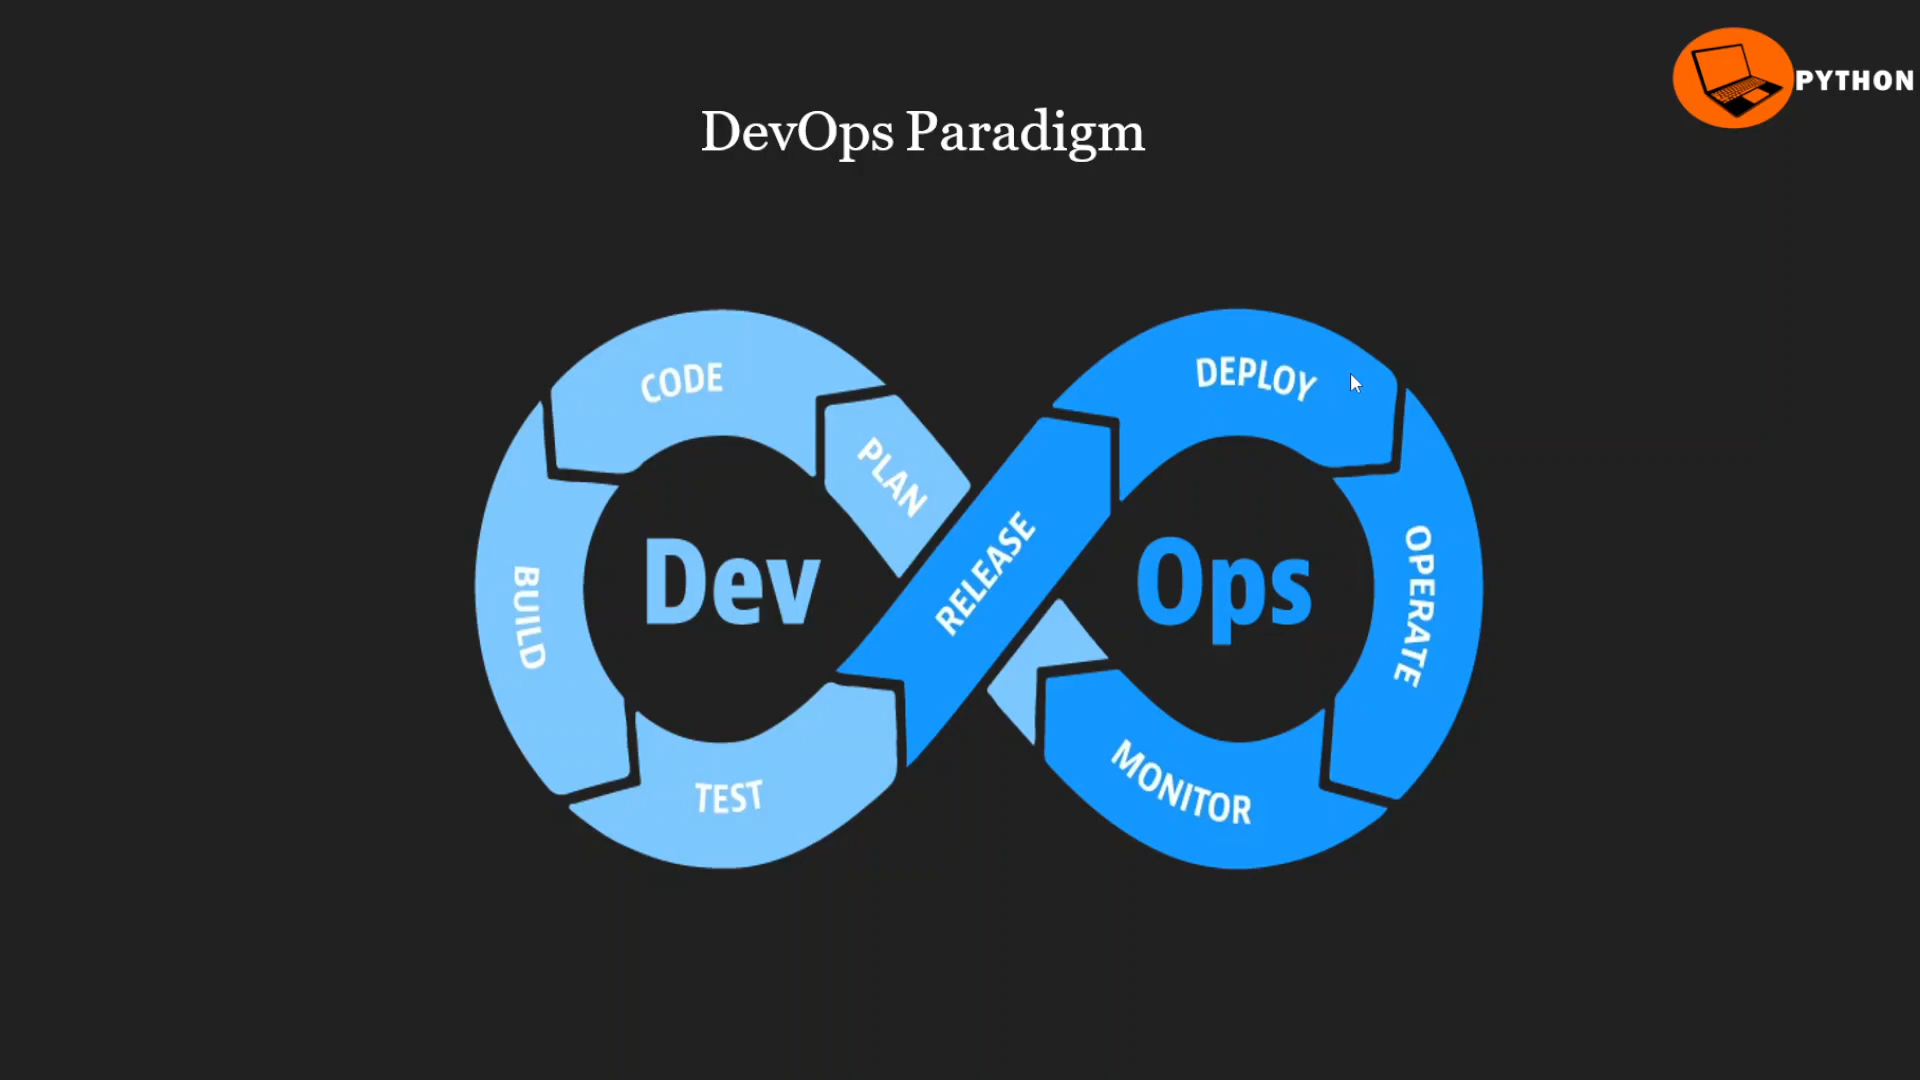 PYTHON
DevOps Paradigm
CODE
PLAN
BUILD
Dev
TEST
RELEASE
DEPLOY
Ops
OPERATE
MONITOR